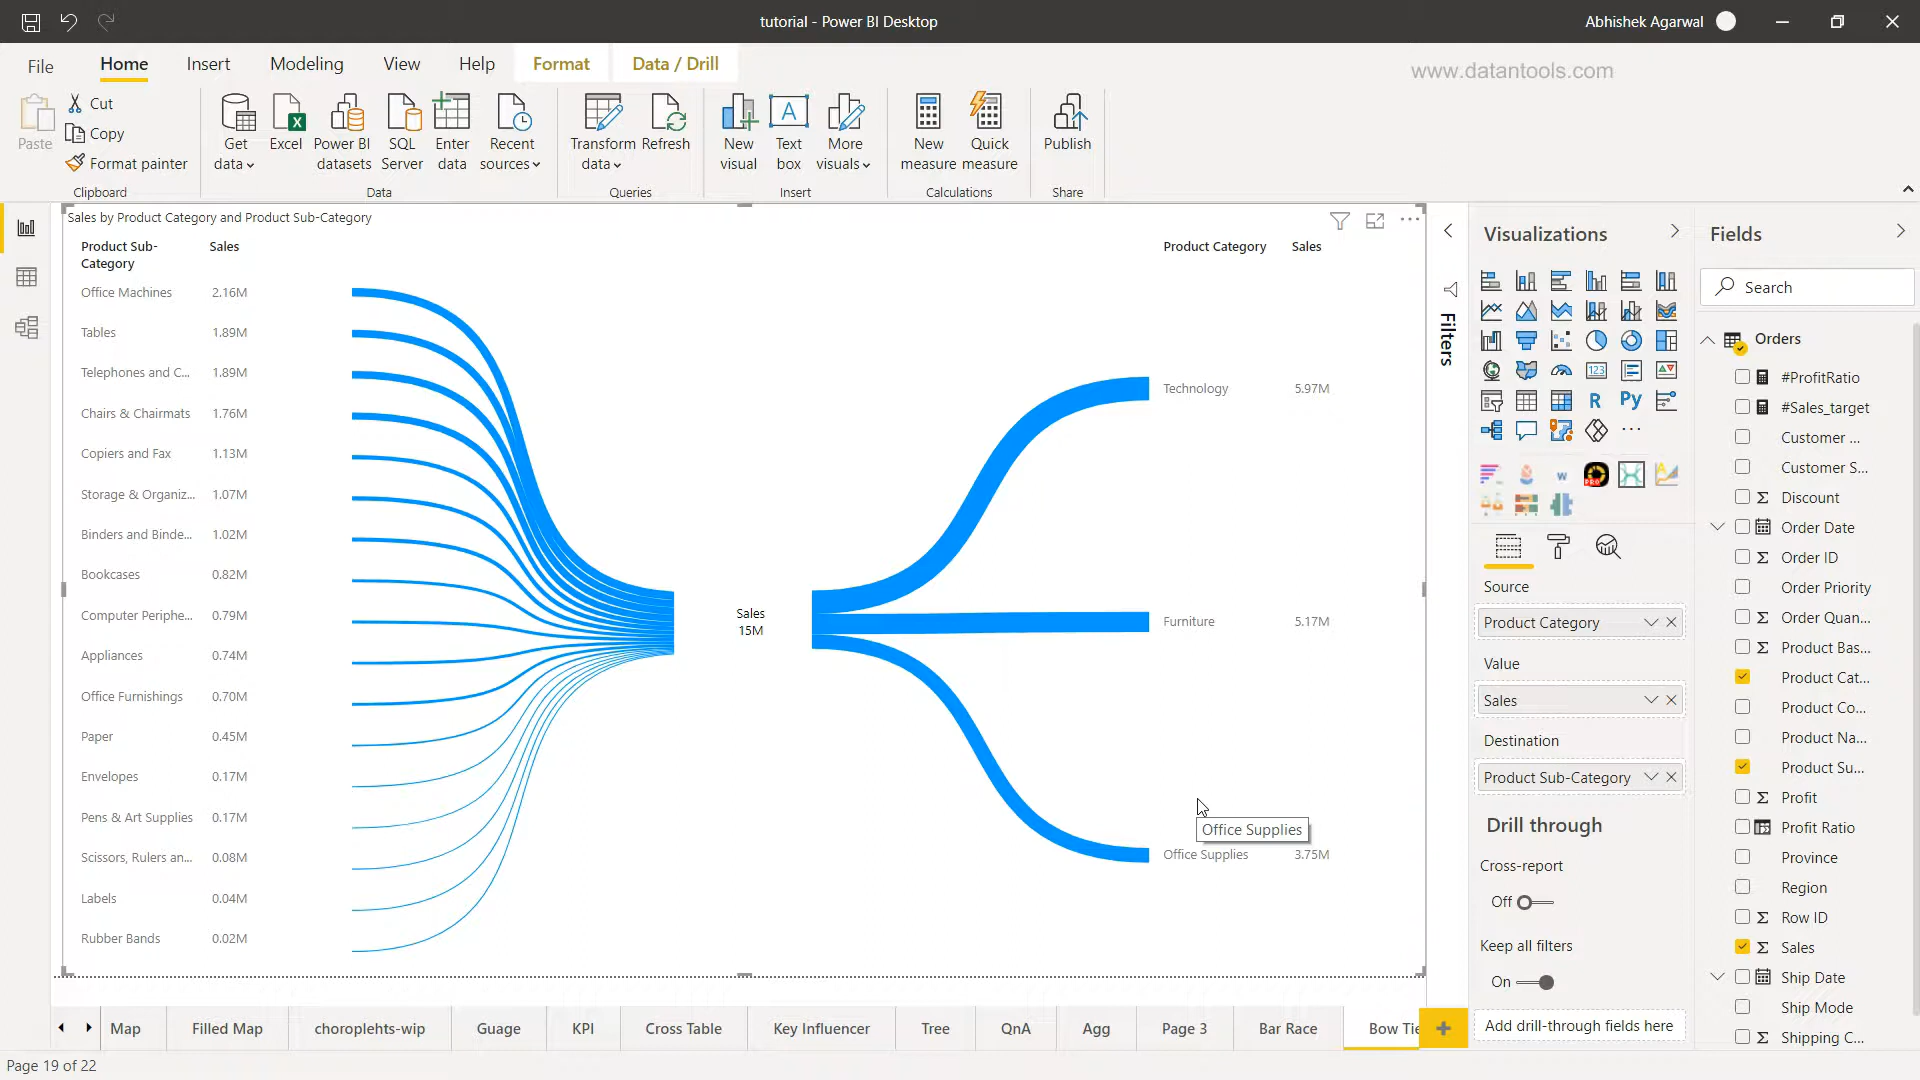 tutorial - Power BI Desktop
Abhishek Agarwal
File
Home
Insert
Modeling
View
Help
Format
Data / Drill
www.datantools.com
Paste
Cut
Copy
Format painter
Clipboard
Get data
Excel
Power BI datasets
SQL Server
Enter data
Recent sources
Data
Transform data
Refresh
Queries
New visual
Text box
More visuals
Insert
New measure
Quick measure
Calculations
Publish
Share
Sales by Product Category and Product Sub-Category
Product Sub-Category Sales
Office Machines 2.16M
Tables 1.89M
Telephones and C... 1.89M
Chairs & Chairmats 1.76M
Copiers and Fax 1.13M
Storage & Organiz... 1.07M
Binders and Binde... 1.02M
Bookcases 0.82M
Computer Periphe... 0.79M
Appliances 0.74M
Office Furnishings 0.70M
Paper 0.45M
Envelopes 0.17M
Pens & Art Supplies 0.17M
Scissors, Rulers an... 0.08M
Labels 0.04M
Rubber Bands 0.02M
Sales
15M
Product Category Sales
Technology 5.97M
Furniture 5.17M
Office Supplies
Office Supplies 3.75M
Filters
Visualizations
123
R
Py
W
PRO
Source
Product Category
Value
Sales
Destination
Product Sub-Category
Drill through
Cross-report
Off
Keep all filters
On
Add drill-through fields here
Fields
Search
Orders
#ProfitRatio
#Sales_target
Customer ...
Customer S...
Discount
Order Date
Order ID
Order Priority
Order Quan...
Product Bas...
Product Cat...
Product Co...
Product Na...
Product Su...
Profit
Profit Ratio
Province
Region
Row ID
Sales
Ship Date
Ship Mode
Shipping C...
Map
Filled Map
choroplehts-wip
Guage
KPI
Cross Table
Key Influencer
Tree
QnA
Agg
Page 3
Bar Race
Bow Tie
Page 19 of 22